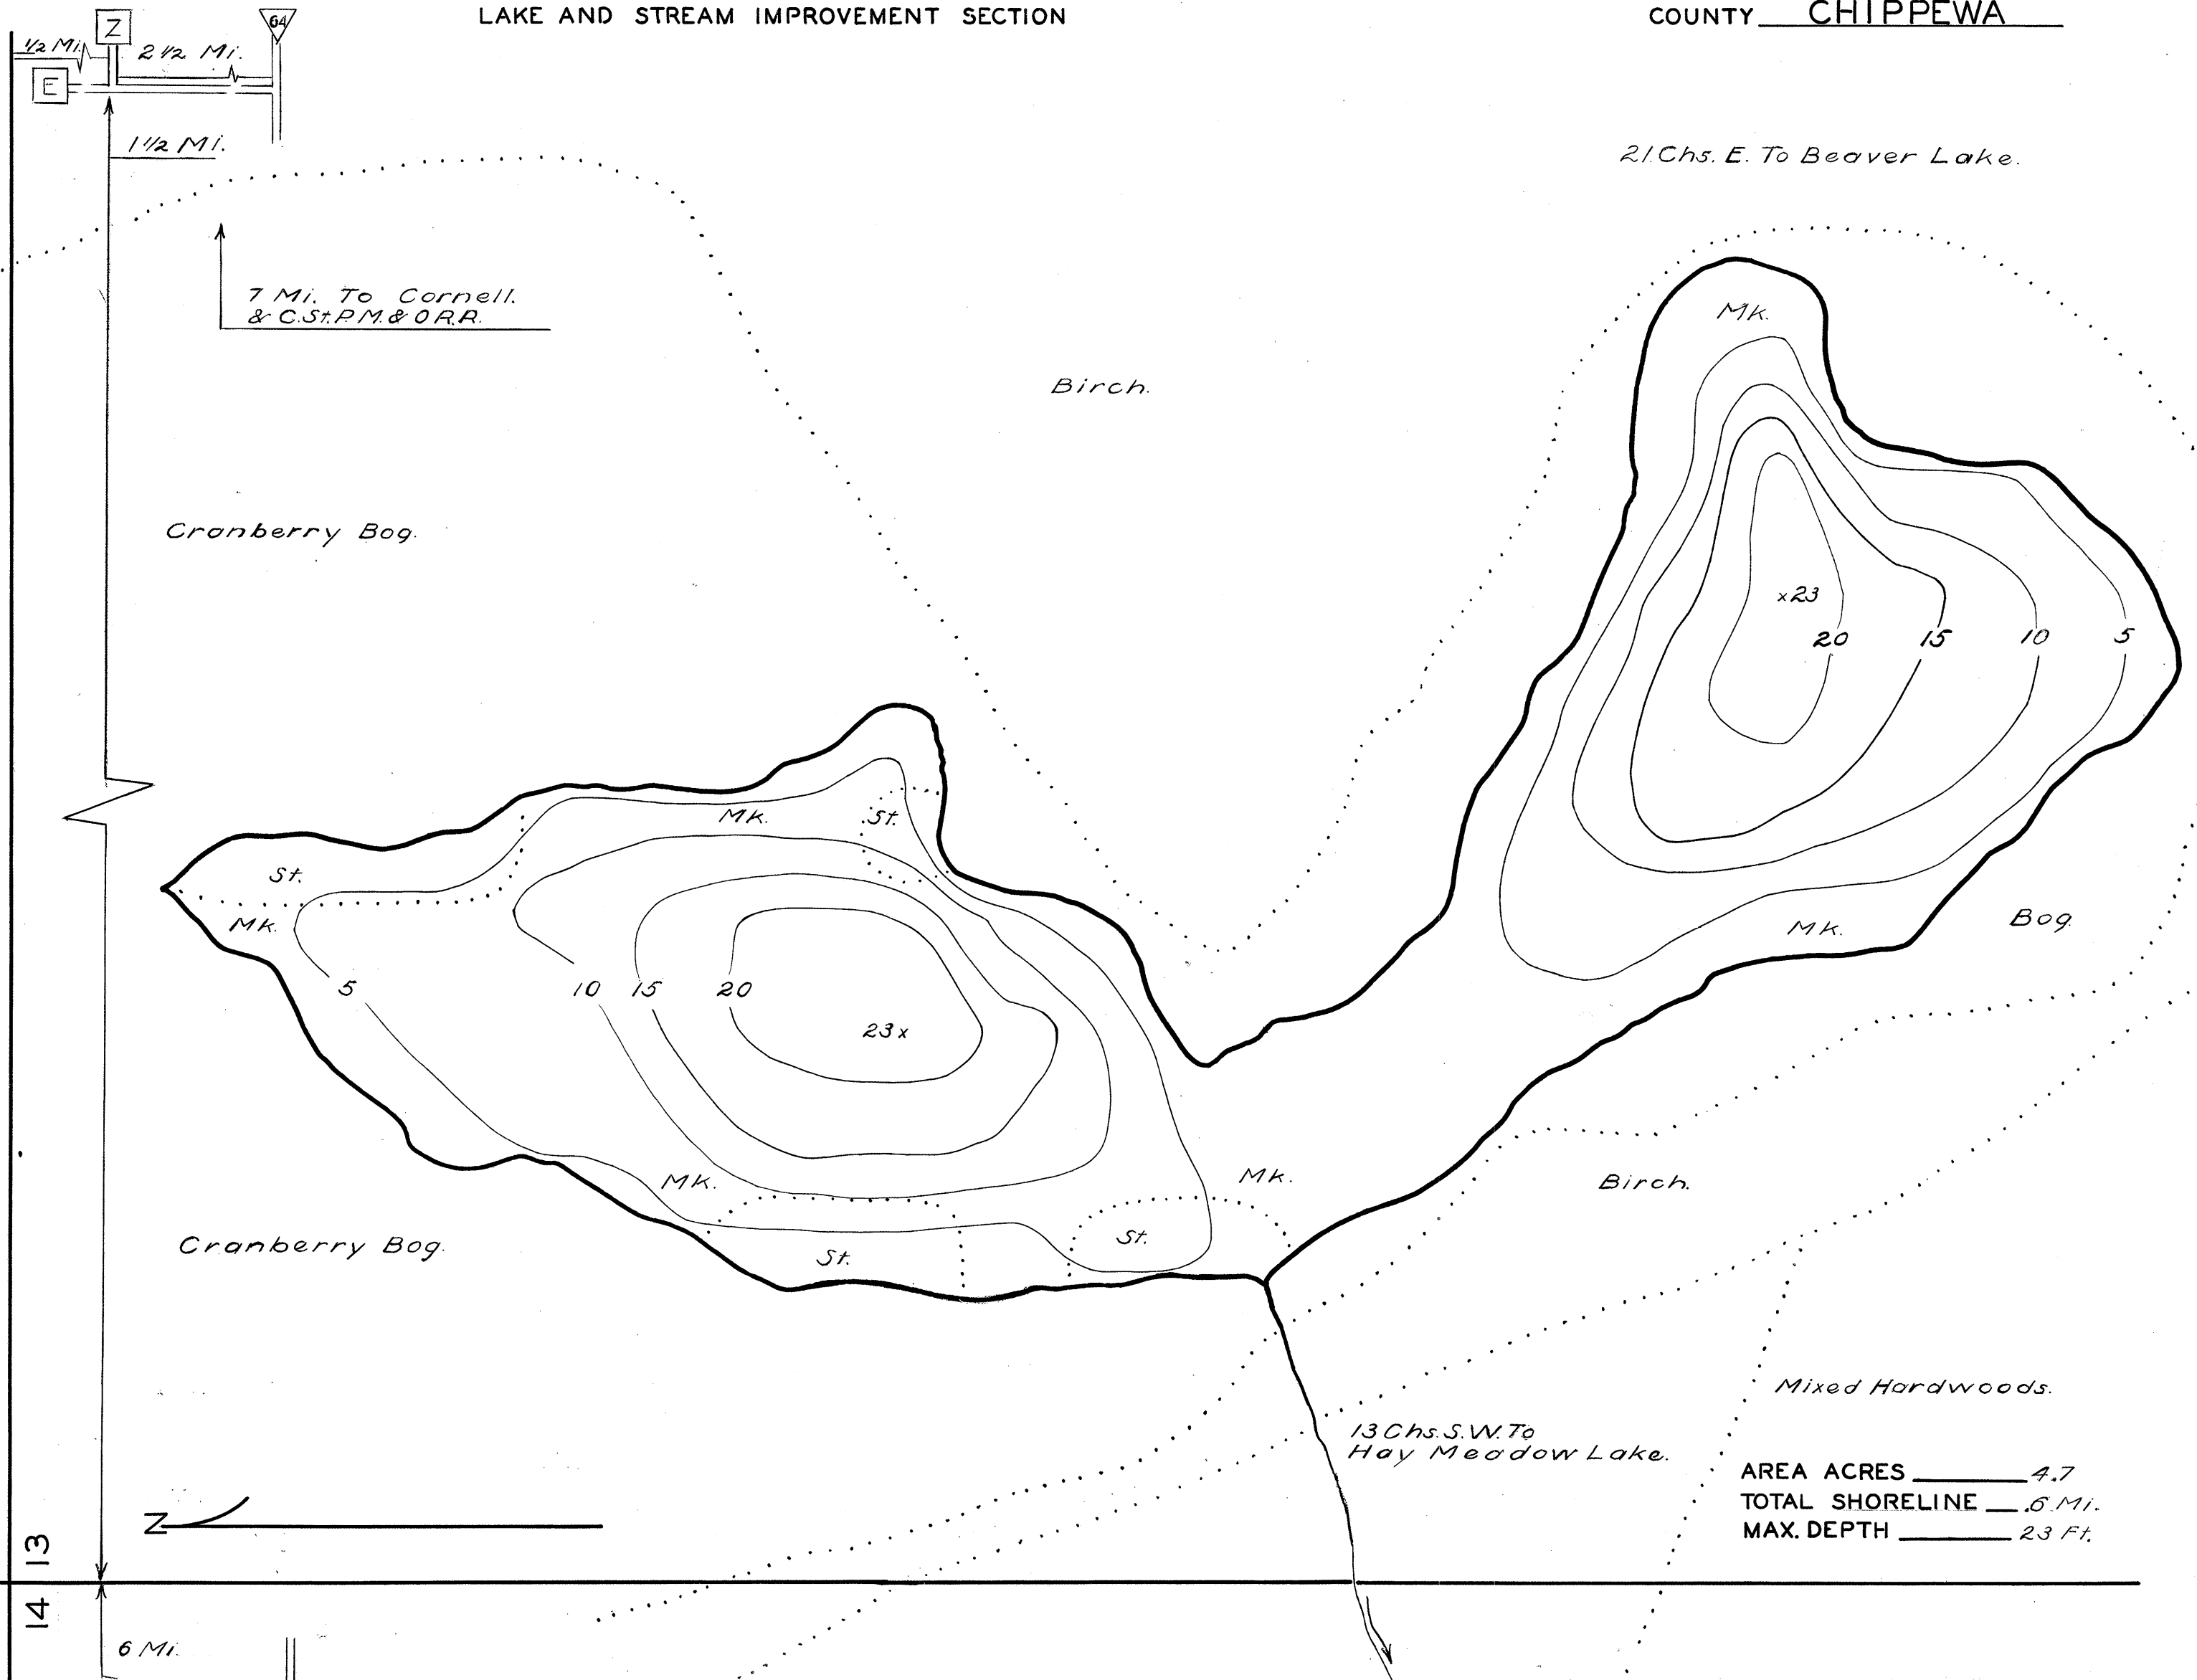 LAKE AND STREAM IMPROVEMENT SECTION
COUNTY CHIPPEWA
1/2 Mi.
Z
2 1/2 Mi.
64
E
1 1/2 Mi.
21 Chs. E. To Beaver Lake.
7 Mi. To Cornell.
& C.St.P.M.& O R.R.
Mk.
Birch.
Cranberry Bog.
x23
20
15
10
5
Mk.
St.
St.
Mk.
Mk.
Bog.
5
10
15
20
23x
Mk.
Mk.
Birch.
St.
St.
Cranberry Bog.
Mixed Hardwoods.
13 Chs. S.W. To
Hay Meadow Lake.
AREA ACRES 4.7
TOTAL SHORELINE .6 Mi.
MAX. DEPTH 23 Ft.
N
13
14
6 Mi.